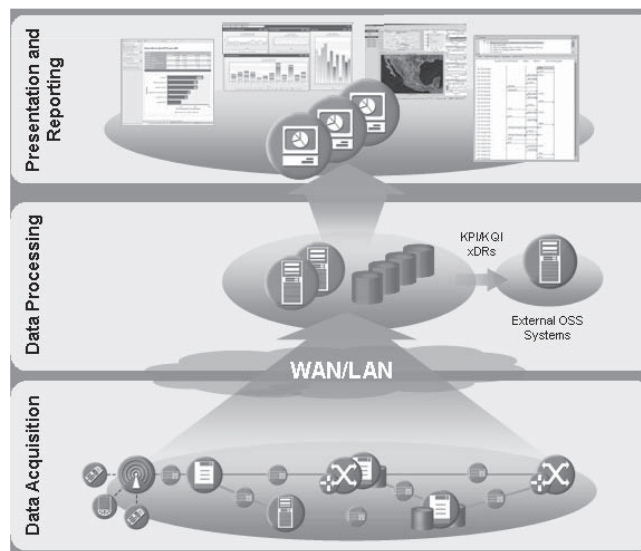 Presentation and
Reporting
Data Processing
KPI/KQI
xDRs
External OSS
Systems
WAN/LAN
Data Acquisition